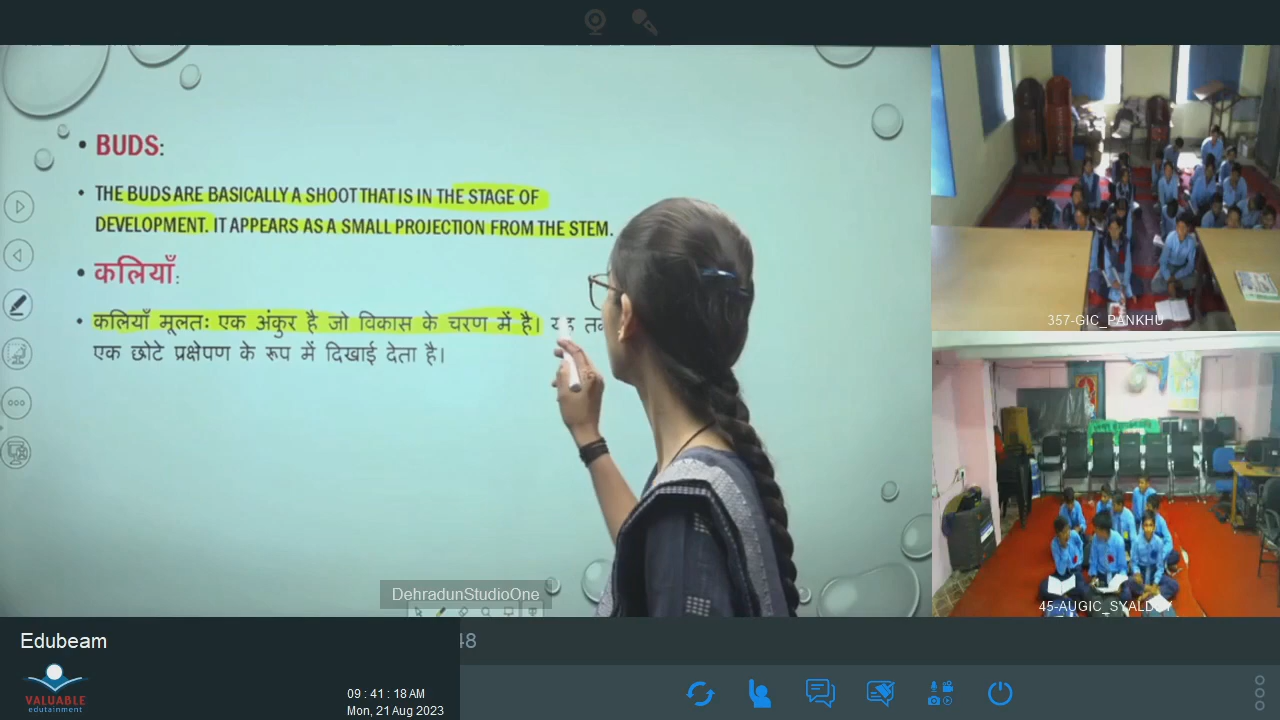 BUDS:
THE BUDS ARE BASICALLY A SHOOT THAT IS IN THE STAGE OF
DEVELOPMENT. IT APPEARS AS A SMALL PROJECTION FROM THE STEM.
कलियाँ:
कलियाँ मूलतः एक अंकुर है जो विकास के चरण में है। यह
एक छोटे प्रक्षेपण के रूप में दिखाई देता है।
DehradunStudioOne
357-GIC_PANKHU
Edubeam
48
VALUABLE
edutainment
09 : 41 : 18 AM
Mon, 21 Aug 2023